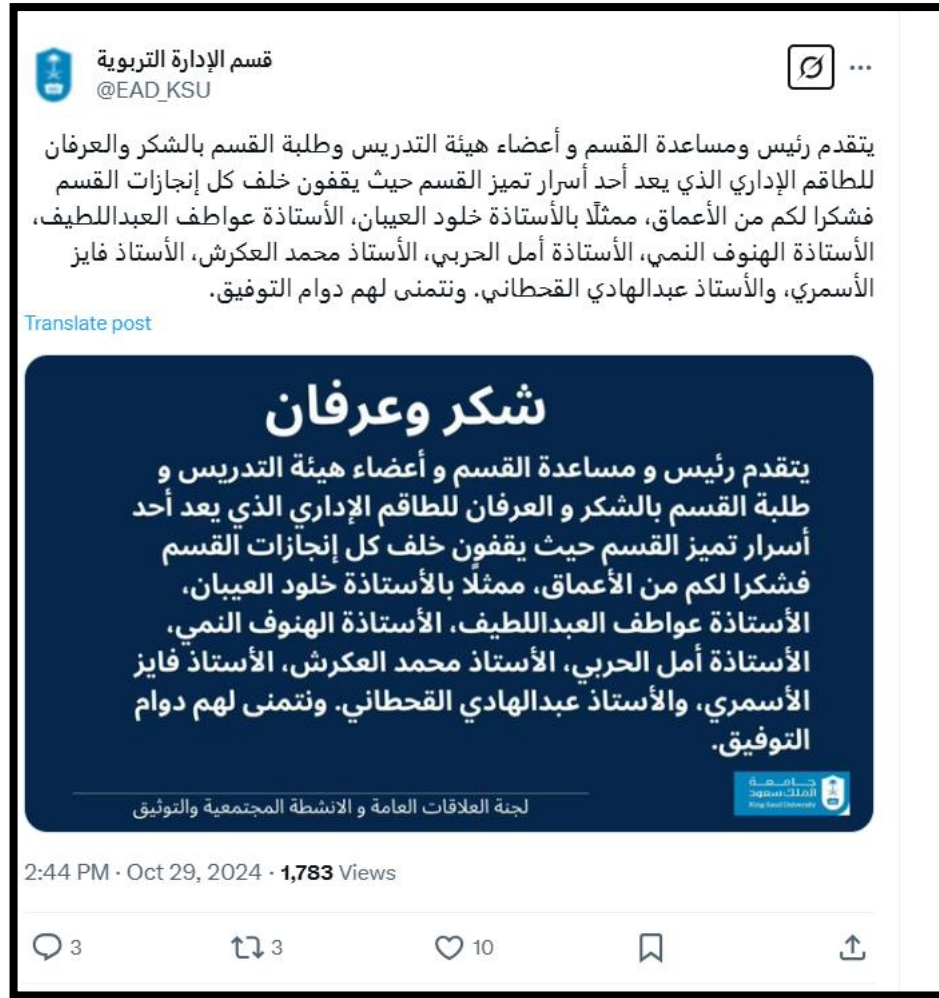 قسم الإدارة التربوية
@EAD_KSU
يتقدم رئيس ومساعدة القسم و أعضاء هيئة التدريس وطلبة القسم بالشكر والعرفان
للطاقم الإداري الذي يعد أحد أسرار تميز القسم حيث يقفون خلف كل إنجازات القسم
فشكرا لكم من الأعماق، ممثلًا بالأستاذة خلود العيبان، الأستاذة عواطف العبداللطيف،
الأستاذة الهنوف النمي، الأستاذة أمل الحربي، الأستاذ محمد العكرش، الأستاذ فايز
الأسمري، والأستاذ عبدالهادي القحطاني. ونتمنى لهم دوام التوفيق.
Translate post
شكر وعرفان
يتقدم رئيس و مساعدة القسم و أعضاء هيئة التدريس و
طلبة القسم بالشكر و العرفان للطاقم الإداري الذي يعد أحد
أسرار تميز القسم حيث يقفون خلف كل إنجازات القسم
فشكرا لكم من الأعماق، ممثلًا بالأستاذة خلود العيبان،
الأستاذة عواطف العبداللطيف، الأستاذة الهنوف النمي،
الأستاذة أمل الحربي، الأستاذ محمد العكرش، الأستاذ فايز
الأسمري، والأستاذ عبدالهادي القحطاني. ونتمنى لهم دوام
التوفيق.
جامعة
الملك سعود
King Saud University
لجنة العلاقات العامة و الانشطة المجتمعية والتوثيق
2:44 PM · Oct 29, 2024 · 1,783 Views
3 3 10